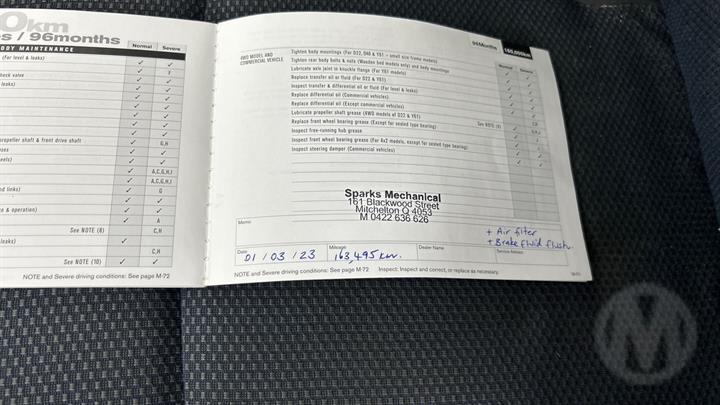 0km
s / 96months
Normal Severe
BODY MAINTENANCE
(For level & leaks)
check valve
leaks)
propeller shaft & front drive shaft
G,H
A,C,G,H,I
A,C,G,H,I
nd links)
G
e & operation)
A
See NOTE (8)
C,H
leaks)
C,H
See NOTE (10)
NOTE and Severe driving conditions: See page M-72
96Months 160,000km
Normal Severe
4WD MODEL AND
COMMERCIAL VEHICLE
Tighten body mountings (For D22, D40 & Y61 – small size frame models)
Tighten rear body bolts & nuts (Wooden bed models only) and body mountings
Lubricate axle joint in knuckle flange (For Y61 models)
Replace transfer oil or fluid (For D22 & Y61)
Inspect transfer & differential oil or fluid (For level & leaks)
Replace differential oil (Commercial vehicles)
Replace differential oil (Except commercial vehicles)
Lubricate propeller shaft grease (4WD models of D22 & Y61)
Replace front wheel bearing grease (Except for sealed type bearing) See NOTE (9)
Inspect free-running hub grease
Inspect front wheel bearing grease (For 4x2 models, except for sealed type bearing)
Inspect steering damper (Commercial vehicles)
Sparks Mechanical
161 Blackwood Street
Mitchelton Q 4053
M 0422 636 626
Memo
+ Air filter
+ Brake fluid flush.
Date Mileage Dealer Name Service Advisor
01 / 03 / 23 163,495 km.
NOTE and Severe driving conditions: See page M-72 Inspect: Inspect and correct, or replace as necessary.
M